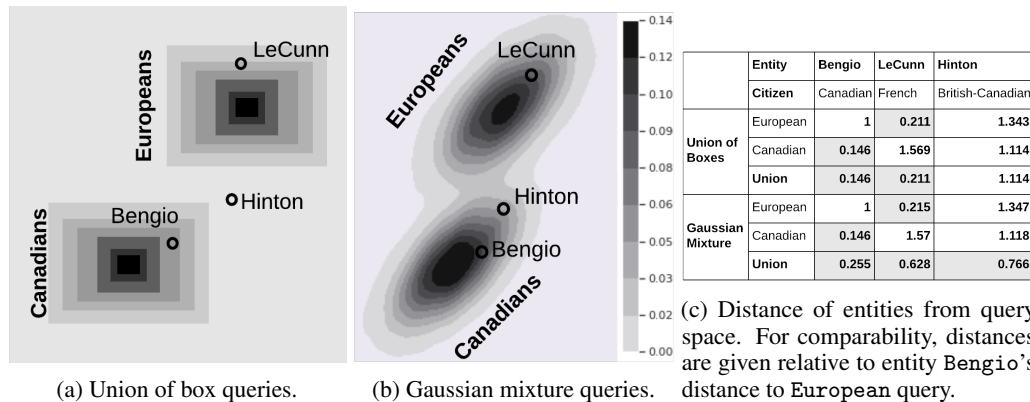 Europeans
LeCunn
Hinton
Bengio
Canadians
(a) Union of box queries.
Europeans
LeCunn
Hinton
Bengio
Canadians
0.14
0.12
0.10
0.09
0.07
0.05
0.03
0.02
0.00
(b) Gaussian mixture queries.
Entity Bengio LeCunn Hinton
Citizen Canadian French British-Canadian
Union of Boxes
European 1 0.211 1.343
Canadian 0.146 1.569 1.114
Union 0.146 0.211 1.114
Gaussian Mixture
European 1 0.215 1.347
Canadian 0.146 1.57 1.118
Union 0.255 0.628 0.766
(c) Distance of entities from query
space. For comparability, distances
are given relative to entity Bengio's
distance to European query.